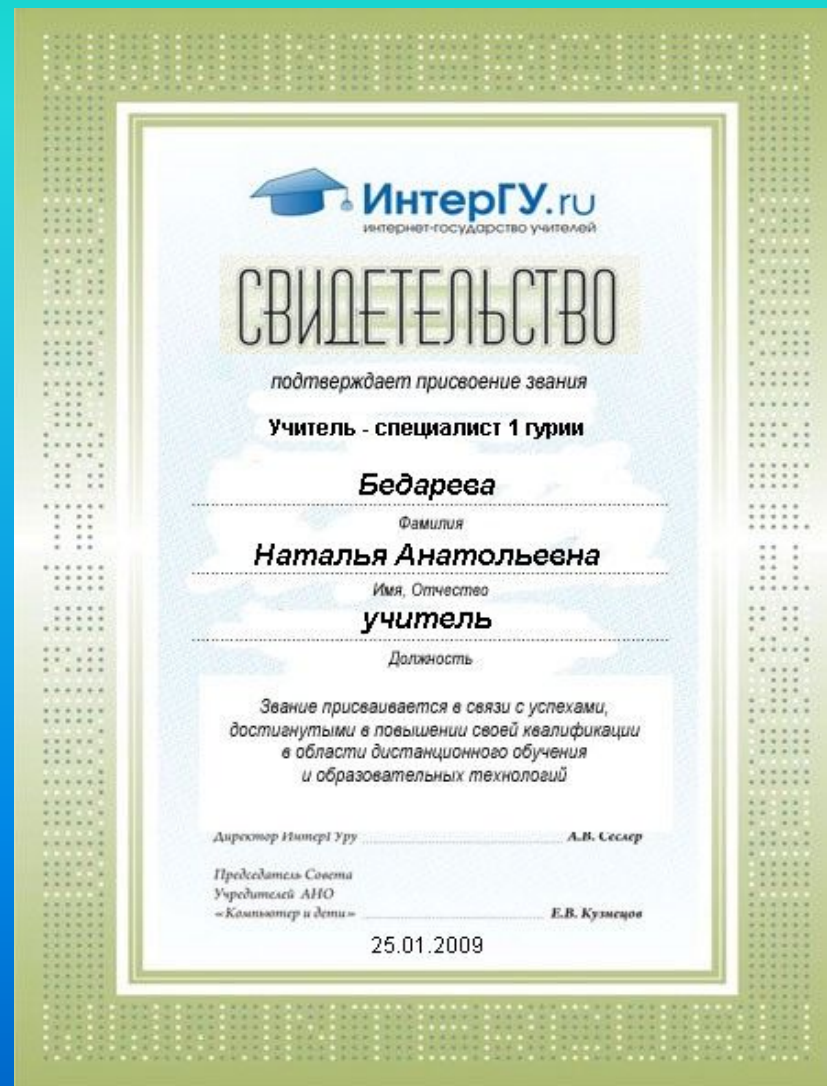 ИнтерГУ.ru
интернет-государство учителей
СВИДЕТЕЛЬСТВО
подтверждает присвоение звания
Учитель - специалист 1 гурии
Бедарева
Фамилия
Наталья Анатольевна
Имя, Отчество
учитель
Должность
Звание присваивается в связи с успехами,
достигнутыми в повышении своей квалификации
в области дистанционного обучения
и образовательных технологий
Директор ИнтерГУру А.В. Сеслер
Председатель Совета
Учредителей АНО
«Компьютер и дети» Е.В. Кузнецов
25.01.2009